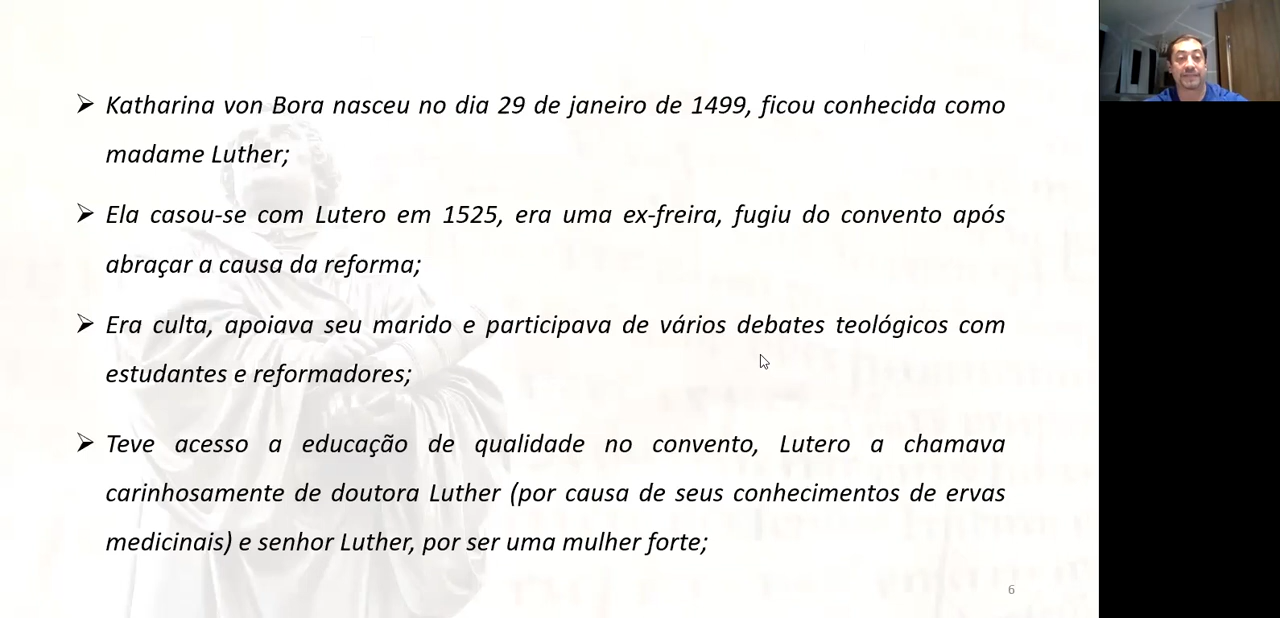 Katharina von Bora nasceu no dia 29 de janeiro de 1499, ficou conhecida como
madame Luther;
Ela casou-se com Lutero em 1525, era uma ex-freira, fugiu do convento após
abraçar a causa da reforma;
Era culta, apoiava seu marido e participava de vários debates teológicos com
estudantes e reformadores;
Teve acesso a educação de qualidade no convento, Lutero a chamava
carinhosamente de doutora Luther (por causa de seus conhecimentos de ervas
medicinais) e senhor Luther, por ser uma mulher forte;
6